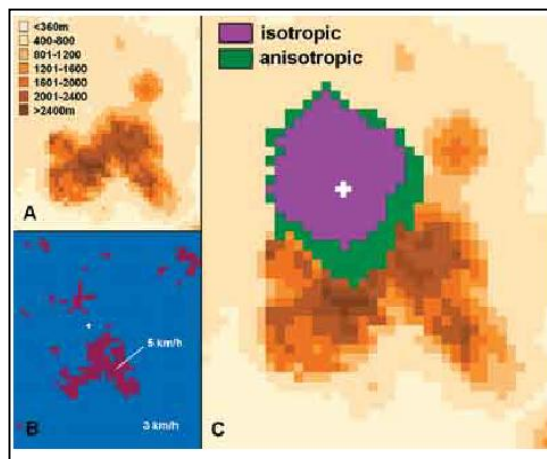 <360m
400-800
801-1200
1201-1600
1601-2000
2001-2400
>2400m
A
isotropic
anisotropic
5 km/h
3 km/h
B
C